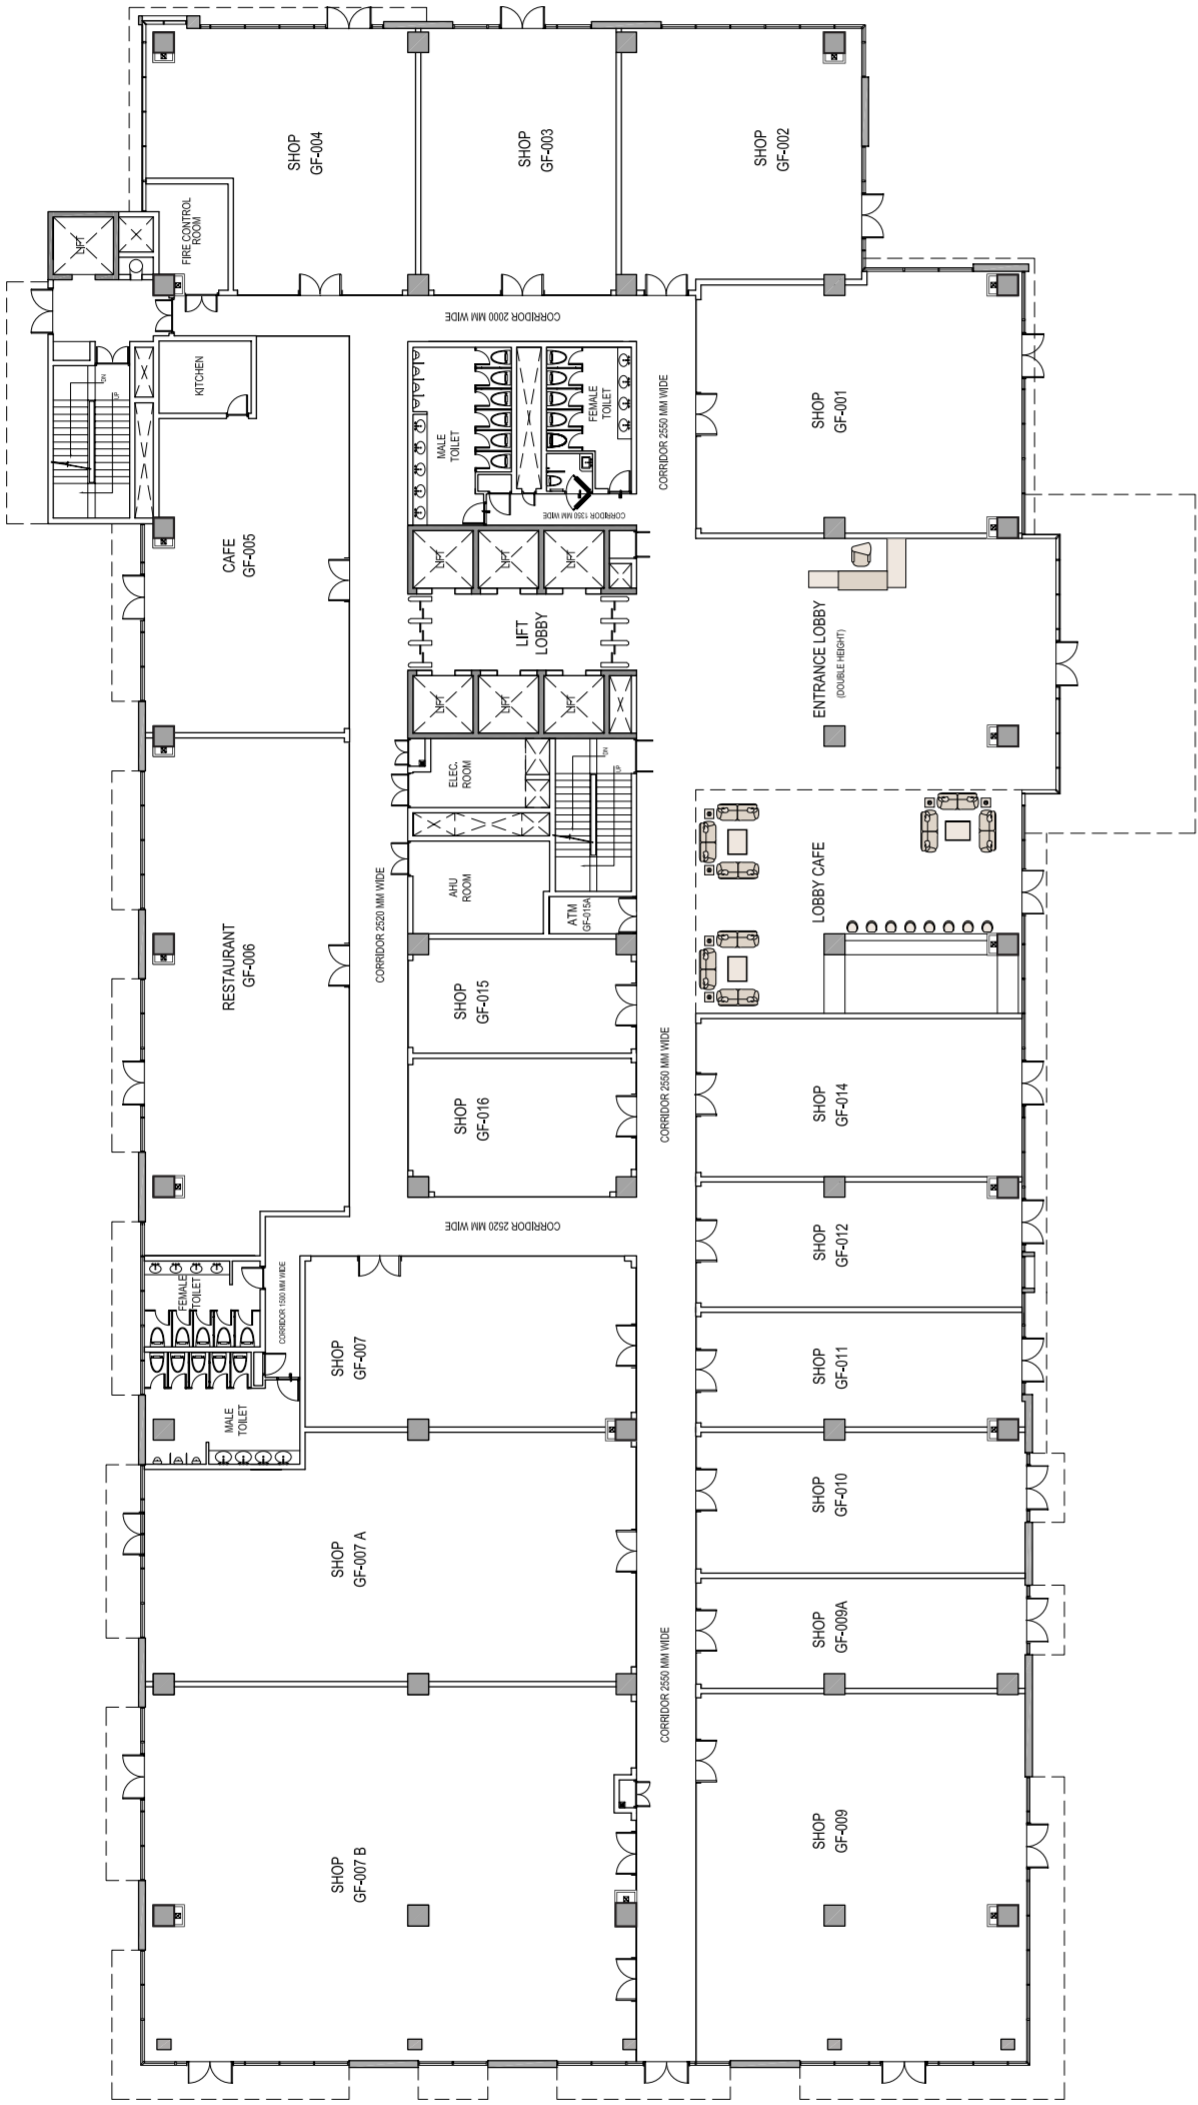 SHOP
GF-004
SHOP
GF-003
SHOP
GF-002
FIRE CONTROL
ROOM
LIFT
CORRIDOR 2000 MM WIDE
KITCHEN
DN
UP
MALE
TOILET
FEMALE
TOILET
CORRIDOR 2550 MM WIDE
SHOP
GF-001
CORRIDOR 1350 MM WIDE
CAFE
GF-005
LIFT
LIFT
LIFT
LIFT
LOBBY
ENTRANCE LOBBY
(DOUBLE HEIGHT)
LIFT
LIFT
LIFT
ELEC.
ROOM
DN
UP
AHU
ROOM
ATM
GF-015A
LOBBY CAFE
CORRIDOR 2520 MM WIDE
RESTAURANT
GF-006
SHOP
GF-015
SHOP
GF-016
CORRIDOR 2550 MM WIDE
SHOP
GF-014
CORRIDOR 2520 MM WIDE
SHOP
GF-012
FEMALE
TOILET
CORRIDOR 1500 MM WIDE
SHOP
GF-007
SHOP
GF-011
MALE
TOILET
SHOP
GF-010
SHOP
GF-007 A
SHOP
GF-009A
CORRIDOR 2550 MM WIDE
SHOP
GF-007 B
SHOP
GF-009